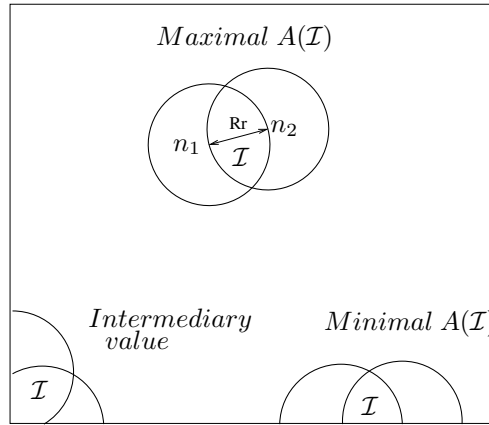 Maximal A(ℐ)
Rr
n₁
n₂
ℐ
Intermediary
value
Minimal A(ℐ)
ℐ
ℐ